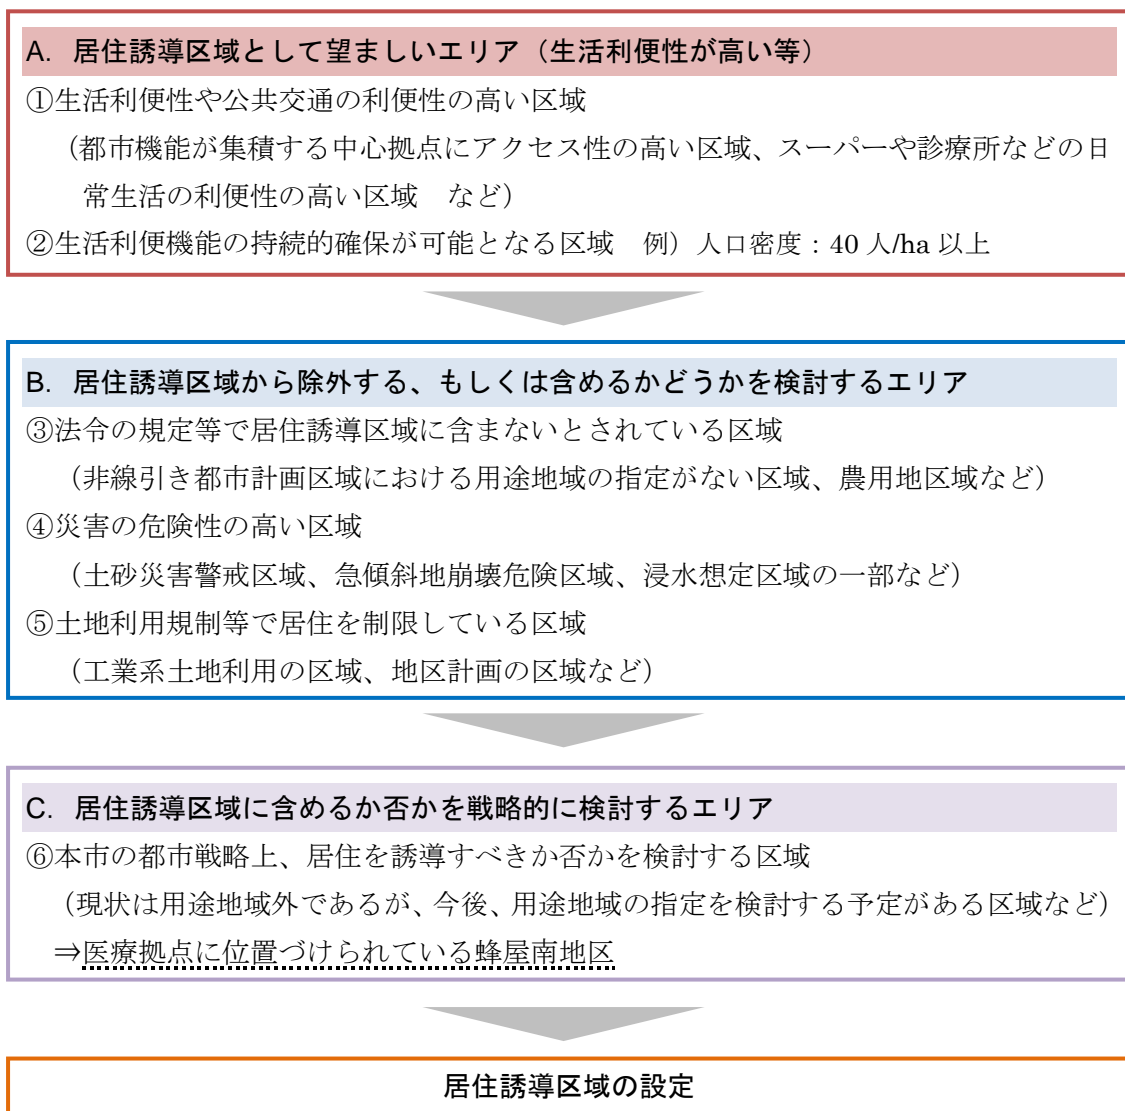 A. 居住誘導区域として望ましいエリア（生活利便性が高い等）
①生活利便性や公共交通の利便性の高い区域
（都市機能が集積する中心拠点にアクセス性の高い区域、スーパーや診療所などの日
常生活の利便性の高い区域　など）
②生活利便機能の持続的確保が可能となる区域　例）人口密度：40 人/ha 以上
B. 居住誘導区域から除外する、もしくは含めるかどうかを検討するエリア
③法令の規定等で居住誘導区域に含まないとされている区域
（非線引き都市計画区域における用途地域の指定がない区域、農用地区域など）
④災害の危険性の高い区域
（土砂災害警戒区域、急傾斜地崩壊危険区域、浸水想定区域の一部など）
⑤土地利用規制等で居住を制限している区域
（工業系土地利用の区域、地区計画の区域など）
C. 居住誘導区域に含めるか否かを戦略的に検討するエリア
⑥本市の都市戦略上、居住を誘導すべきか否かを検討する区域
（現状は用途地域外であるが、今後、用途地域の指定を検討する予定がある区域など）
⇒医療拠点に位置づけられている蜂屋南地区
居住誘導区域の設定